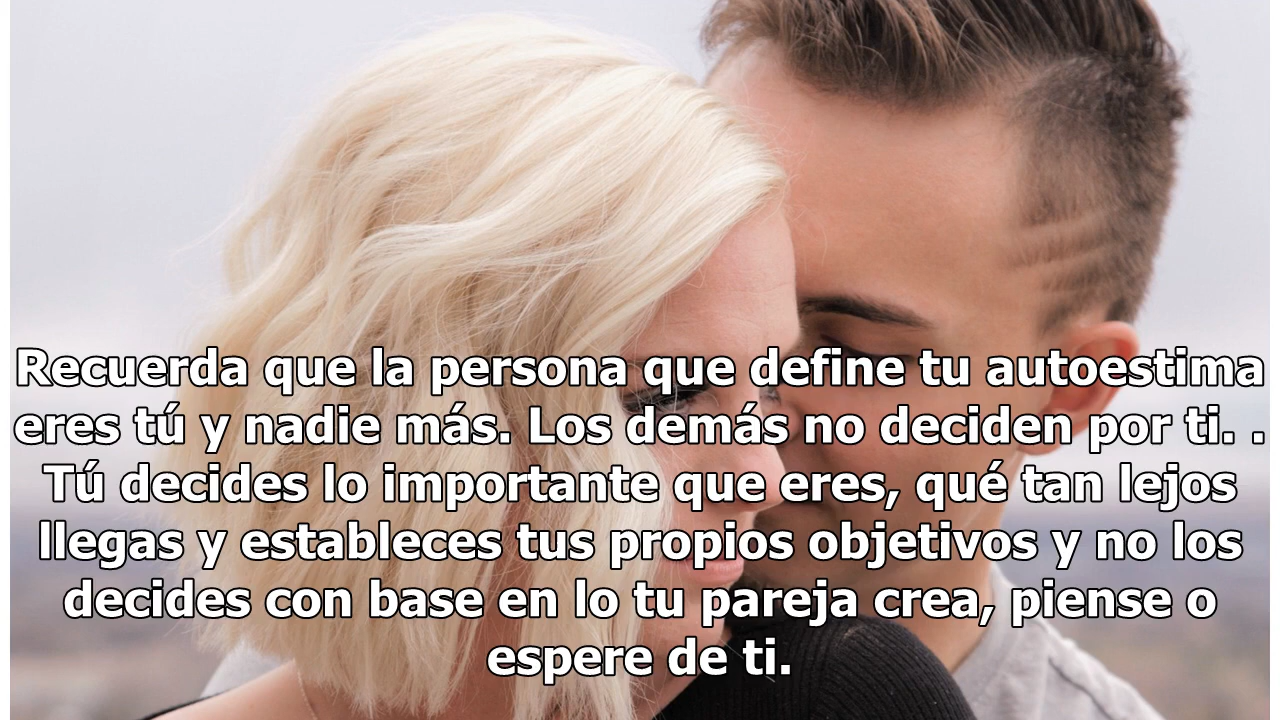 Recuerda que la persona que define tu autoestima
eres tú y nadie más. Los demás no deciden por ti. .
Tú decides lo importante que eres, qué tan lejos
llegas y estableces tus propios objetivos y no los
decides con base en lo tu pareja crea, piense o
espere de ti.